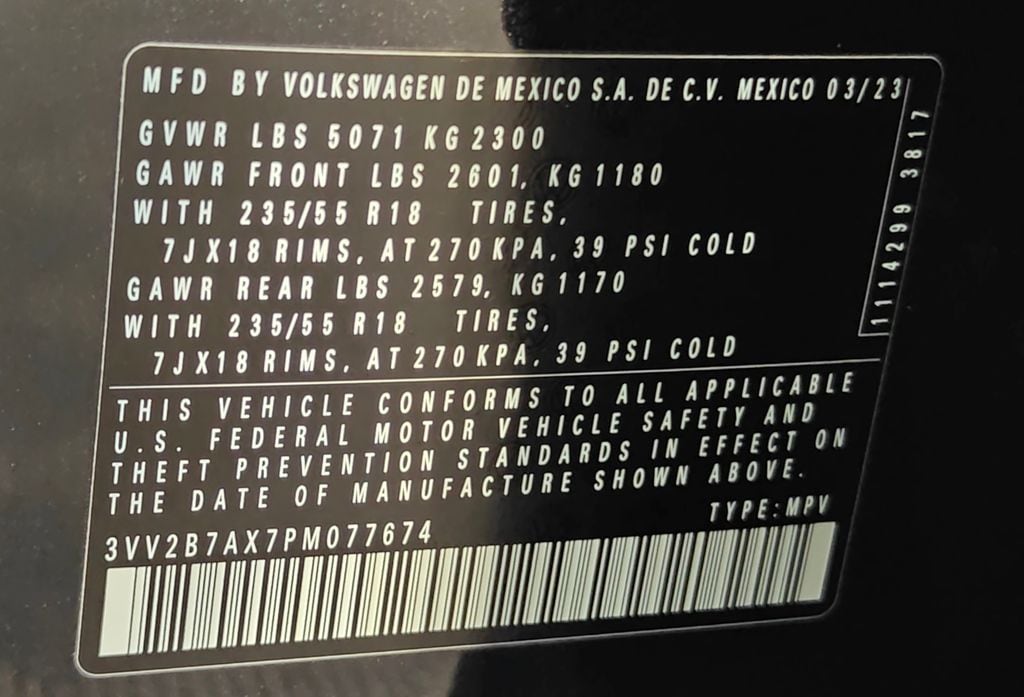 MFD BY VOLKSWAGEN DE MEXICO S.A. DE C.V. MEXICO 03/23
GVWR LBS 5071 KG 2300
GAWR FRONT LBS 2601, KG 1180
WITH 235/55 R18 TIRES,
7JX18 RIMS, AT 270 KPA, 39 PSI COLD
GAWR REAR LBS 2579, KG 1170
WITH 235/55 R18 TIRES,
7JX18 RIMS, AT 270 KPA, 39 PSI COLD
1114299 3817
THIS VEHICLE CONFORMS TO ALL APPLICABLE
U.S. FEDERAL MOTOR VEHICLE SAFETY AND
THEFT PREVENTION STANDARDS IN EFFECT ON
THE DATE OF MANUFACTURE SHOWN ABOVE.
TYPE: MPV
3VV2B7AX7PM077674